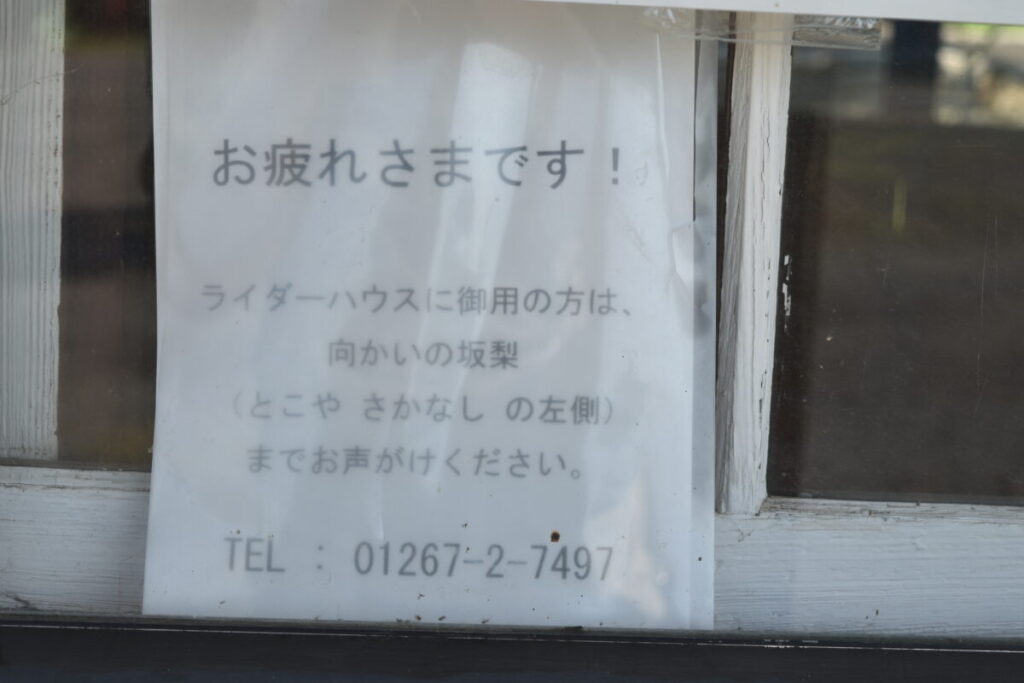 お疲れさまです！
ライダーハウスに御用の方は、
向かいの坂梨
（とこや さかなし の左側）
までお声がけください。
TEL ： 01267-2-7497